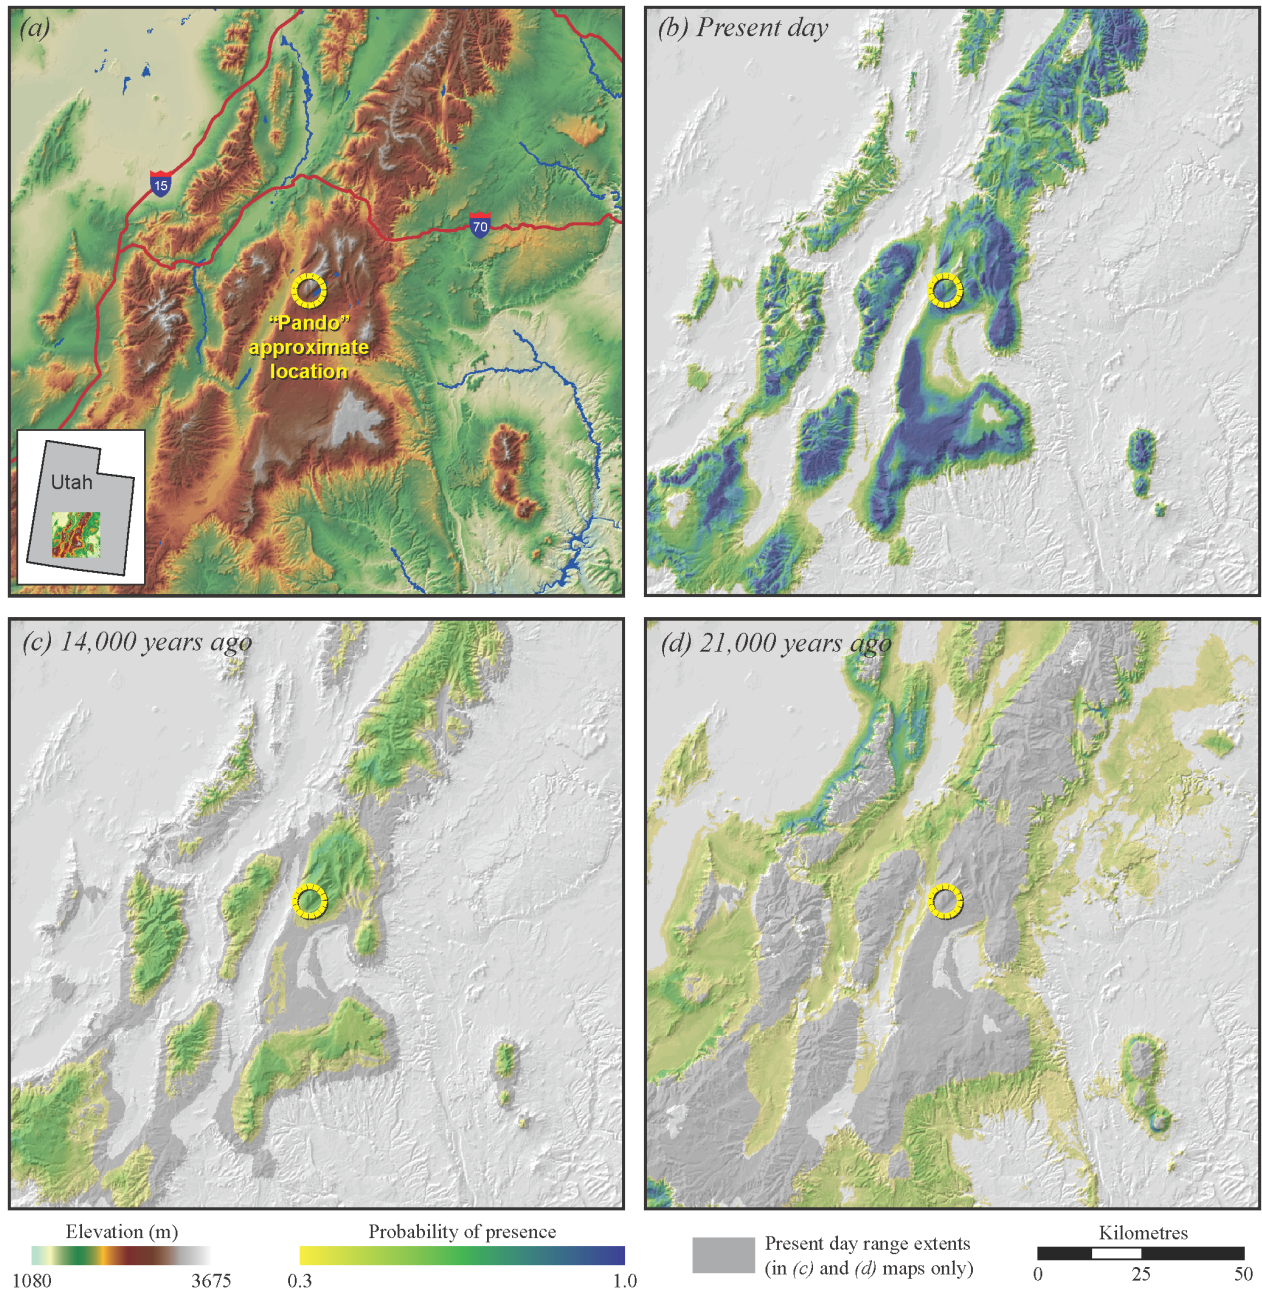 (a)
15
70
"Pando"
approximate
location
Utah
(b) Present day
(c) 14,000 years ago
(d) 21,000 years ago
Elevation (m)
1080 3675
Probability of presence
0.3 1.0
Present day range extents
(in (c) and (d) maps only)
Kilometres
0 25 50